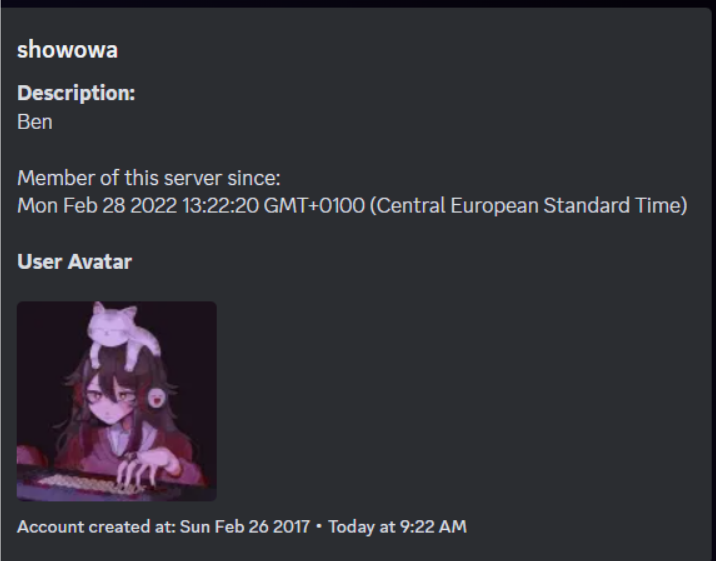 showowa
Description:
Ben
Member of this server since:
Mon Feb 28 2022 13:22:20 GMT+0100 (Central European Standard Time)
User Avatar
Account created at: Sun Feb 26 2017 • Today at 9:22 AM